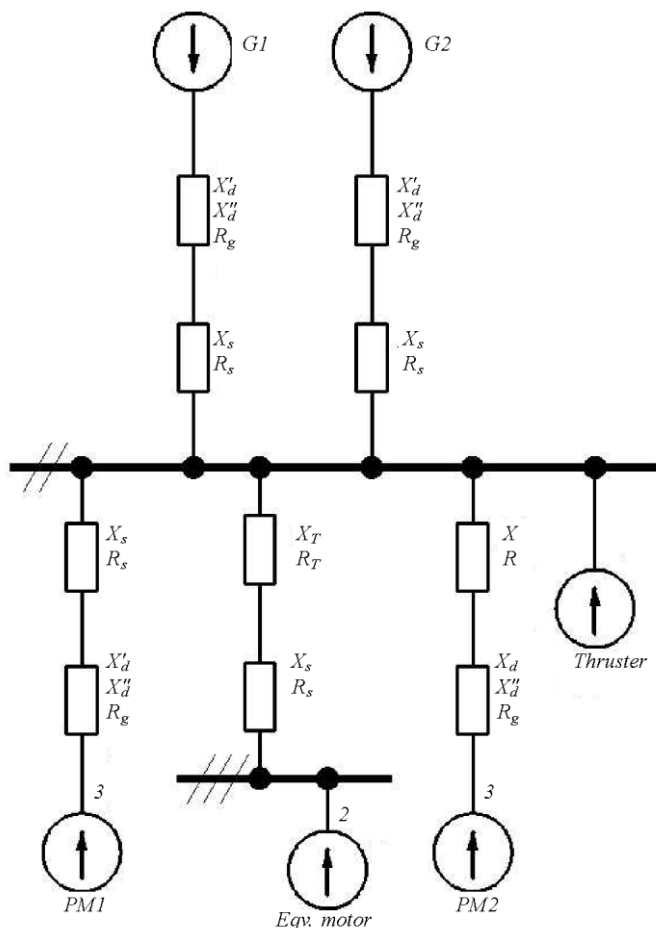 G1
G2
X′d
X″d
Rg
X′d
X″d
Rg
Xs
Rs
Xs
Rs
Xs
Rs
XT
RT
X
R
X′d
X″d
Rg
Xs
Rs
Xd
X″d
Rg
Thruster
3
2
3
PM1
Eqv. motor
PM2